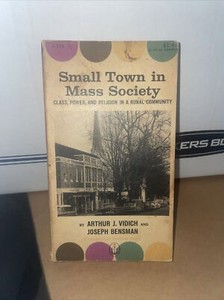 Small Town in
Mass Society
CLASS, POWER, AND RELIGION IN A RURAL COMMUNITY
BY ARTHUR J. VIDICH AND
JOSEPH BENSMAN
ERS BO